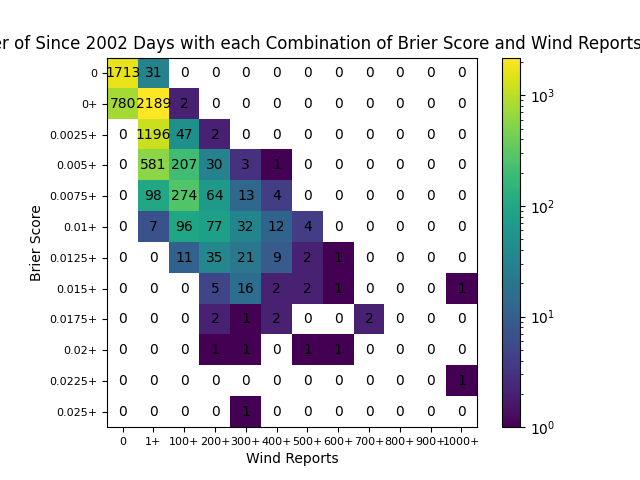 er of Since 2002 Days with each Combination of Brier Score and Wind Reports
0 1713 31 0 0 0 0 0 0 0 0 0 0
0+ 780 2189 2 0 0 0 0 0 0 0 0 0
0.0025+ 0 1196 47 2 0 0 0 0 0 0 0 0
0.005+ 0 581 207 30 3 1 0 0 0 0 0 0
0.0075+ 0 98 274 64 13 4 0 0 0 0 0 0
0.01+ 0 7 96 77 32 12 4 0 0 0 0 0
0.0125+ 0 0 11 35 21 9 2 1 0 0 0 0
0.015+ 0 0 0 5 16 2 2 1 0 0 0 1
0.0175+ 0 0 0 2 1 2 0 0 2 0 0 0
0.02+ 0 0 0 1 1 0 1 1 0 0 0 0
0.0225+ 0 0 0 0 0 0 0 0 0 0 0 1
0.025+ 0 0 0 0 1 0 0 0 0 0 0 0
0 1+ 100+ 200+ 300+ 400+ 500+ 600+ 700+ 800+ 900+ 1000+
Wind Reports
Brier Score
10³
10²
10¹
10⁰